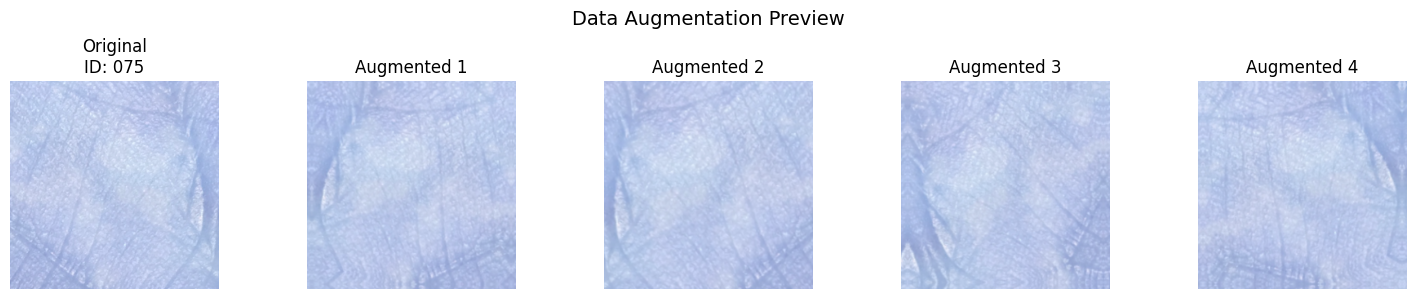 Data Augmentation Preview
Original
ID: 075
Augmented 1
Augmented 2
Augmented 3
Augmented 4